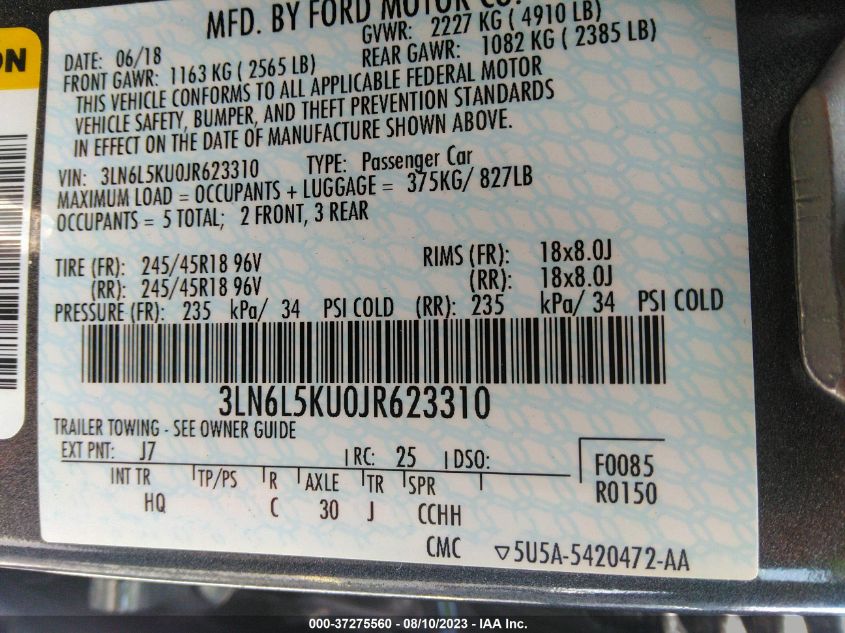 ON
MFD. BY FORD MOTOR CO.
DATE: 06/18 GVWR: 2227 KG ( 4910 LB)
FRONT GAWR: 1163 KG ( 2565 LB) REAR GAWR: 1082 KG ( 2385 LB)
THIS VEHICLE CONFORMS TO ALL APPLICABLE FEDERAL MOTOR
VEHICLE SAFETY, BUMPER, AND THEFT PREVENTION STANDARDS
IN EFFECT ON THE DATE OF MANUFACTURE SHOWN ABOVE.
VIN: 3LN6L5KU0JR623310 TYPE: Passenger Car
MAXIMUM LOAD = OCCUPANTS + LUGGAGE = 375KG/ 827LB
OCCUPANTS = 5 TOTAL; 2 FRONT, 3 REAR
TIRE (FR): 245/45R18 96V RIMS (FR): 18x8.0J
(RR): 245/45R18 96V (RR): 18x8.0J
PRESSURE (FR): 235 kPa/ 34 PSI COLD (RR): 235 kPa/ 34 PSI COLD
3LN6L5KU0JR623310
TRAILER TOWING - SEE OWNER GUIDE
EXT PNT: J7 RC: 25 DSO: F0085
INT TR TP/PS R AXLE TR SPR R0150
HQ C 30 J CCHH
CMC ▽5U5A-5420472-AA
000-37275560 - 08/10/2023 - © IAA, Inc.